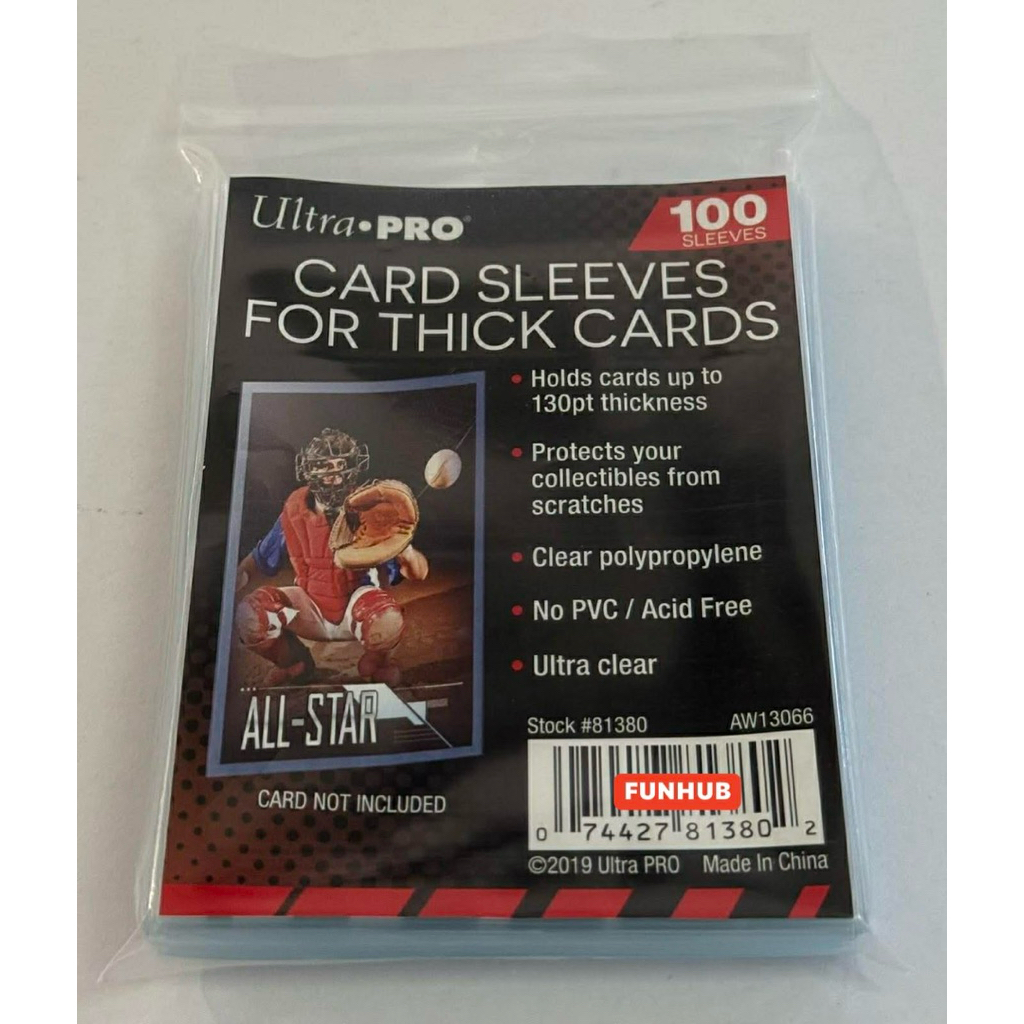 Ultra•PRO®
100
SLEEVES
CARD SLEEVES
FOR THICK CARDS
• Holds cards up to
130pt thickness
• Protects your
collectibles from
scratches
• Clear polypropylene
• No PVC / Acid Free
• Ultra clear
ALL-STAR
CARD NOT INCLUDED
Stock #81380 AW13066
FUNHUB
0 74427 81380 2
©2019 Ultra PRO Made In China